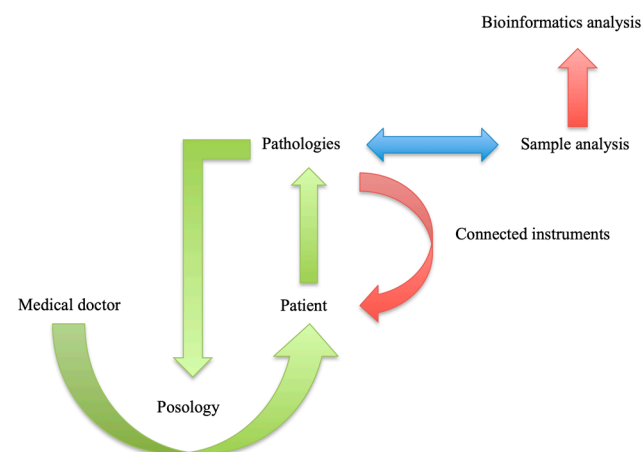 Bioinformatics analysis
Pathologies
Sample analysis
Connected instruments
Medical doctor
Patient
Posology